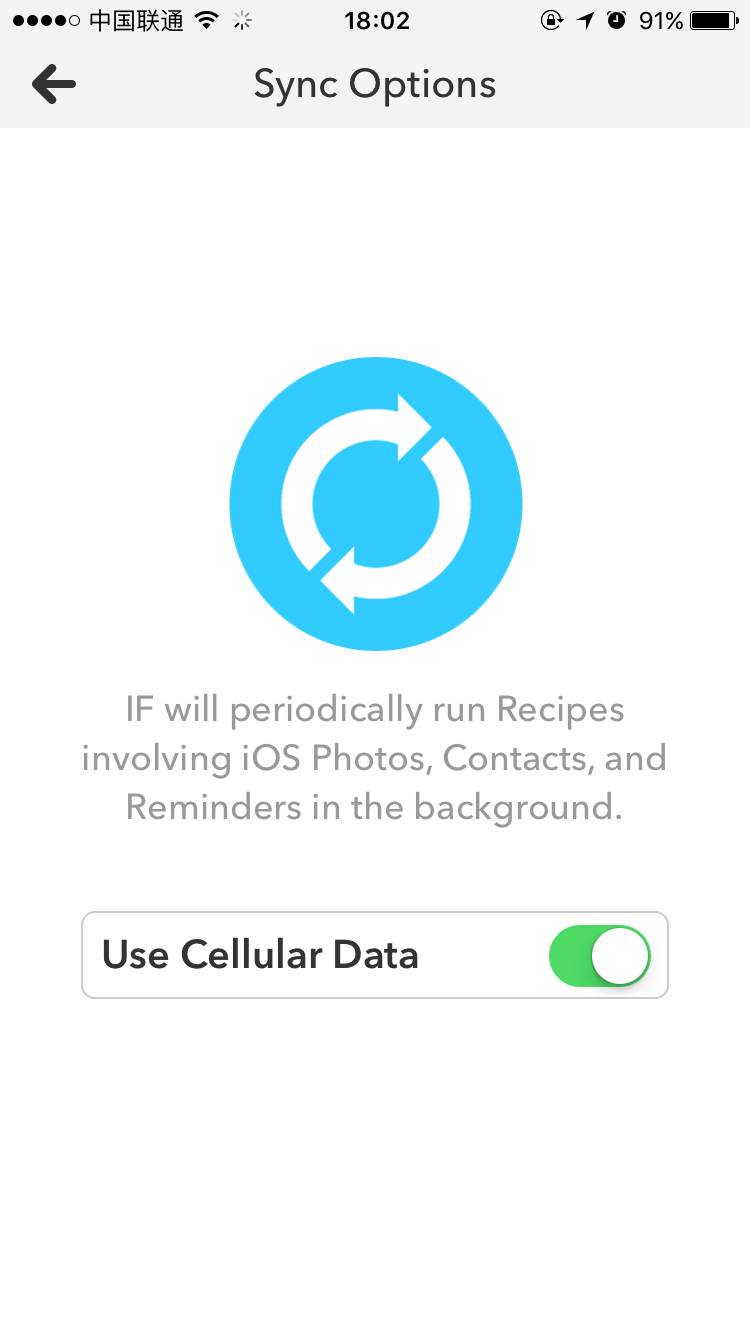 中国联通 18:02 91%
Sync Options
IF will periodically run Recipes
involving iOS Photos, Contacts, and
Reminders in the background.
Use Cellular Data